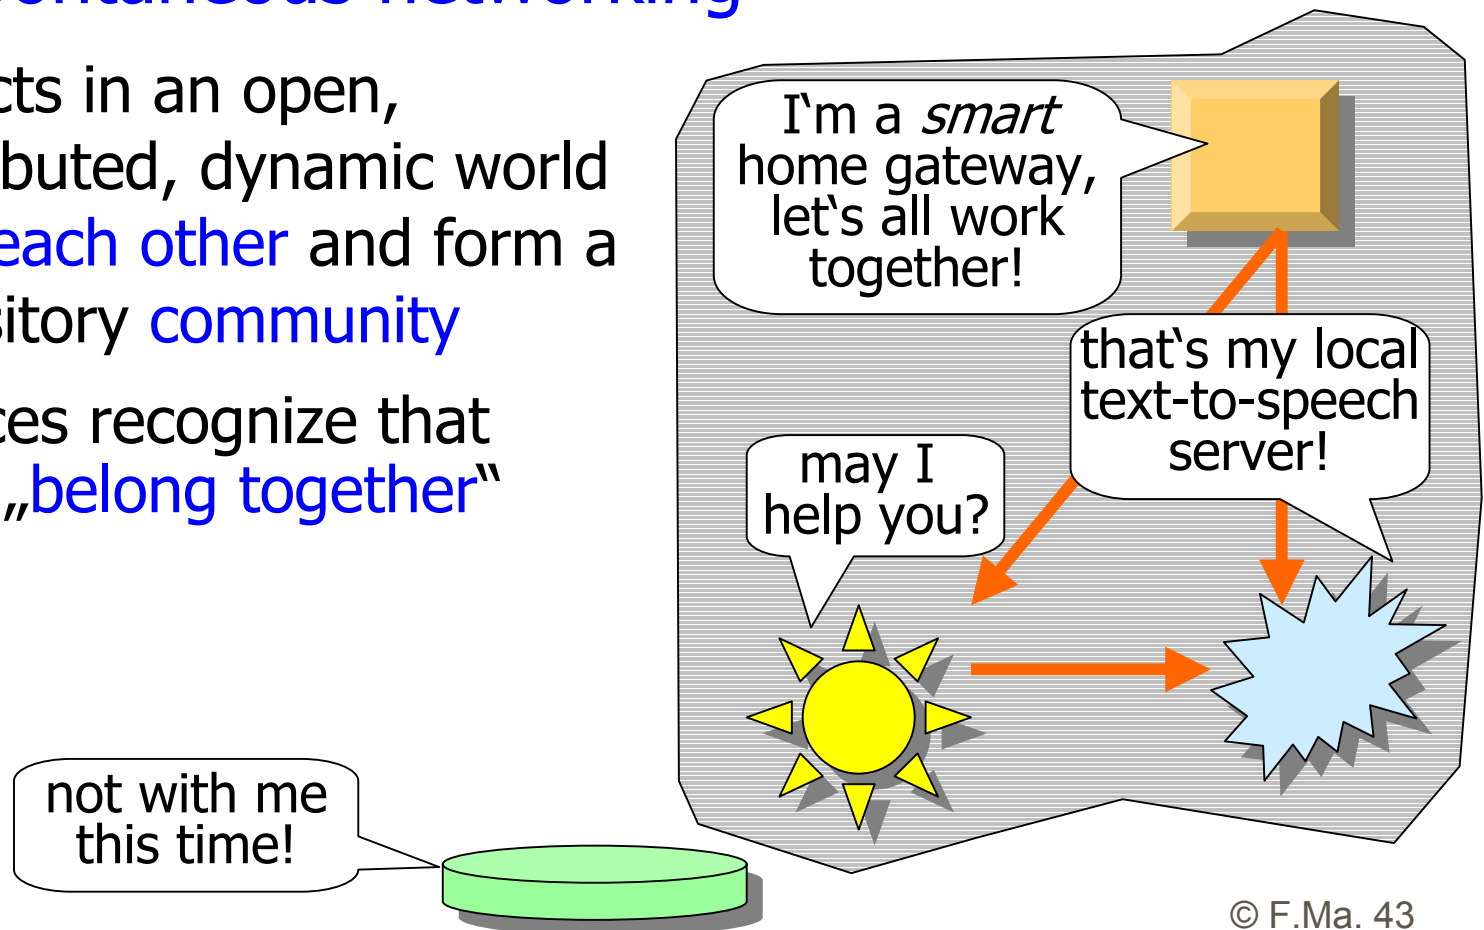 ontaneous networking
cts in an open,
buted, dynamic world
each other and form a
sitory community
ces recognize that
„belong together“
I‘m a smart
home gateway,
let‘s all work
together!
that‘s my local
text-to-speech
server!
may I
help you?
not with me
this time!
© F.Ma. 43